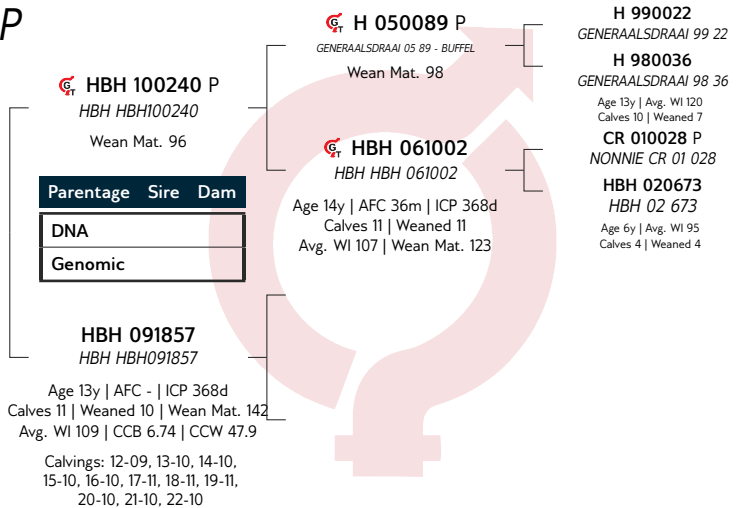 P
HBH 100240 P
HBH HBH100240
Wean Mat. 96
Parentage Sire Dam
DNA
Genomic
HBH 091857
HBH HBH091857
Age 13y | AFC - | ICP 368d
Calves 11 | Weaned 10 | Wean Mat. 142
Avg. WI 109 | CCB 6.74 | CCW 47.9
Calvings: 12-09, 13-10, 14-10,
15-10, 16-10, 17-11, 18-11, 19-11,
20-10, 21-10, 22-10
GT H 050089 P
GENERAALSDRAAI 05 89 - BUFFEL
Wean Mat. 98
GT HBH 061002
HBH HBH 061002
Age 14y | AFC 36m | ICP 368d
Calves 11 | Weaned 11
Avg. WI 107 | Wean Mat. 123
H 990022
GENERAALSDRAAI 99 22
H 980036
GENERAALSDRAAI 98 36
Age 13y | Avg. WI 120
Calves 10 | Weaned 7
CR 010028 P
NONNIE CR 01 028
HBH 020673
HBH 02 673
Age 6y | Avg. WI 95
Calves 4 | Weaned 4